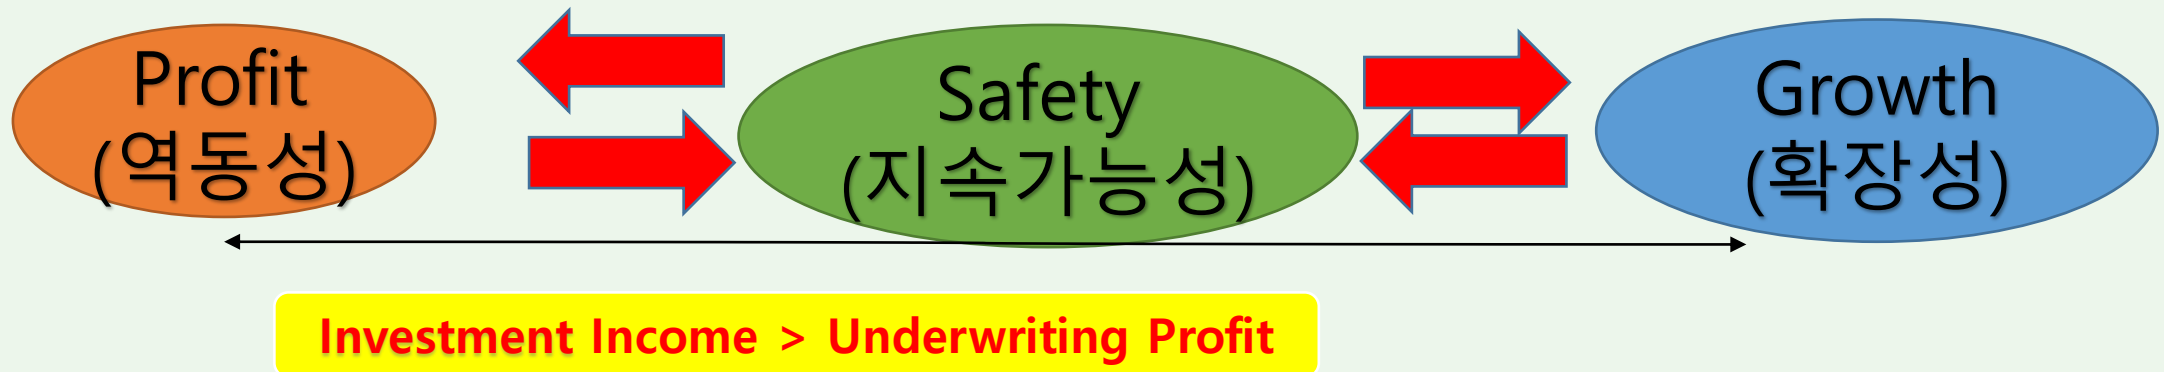 Profit
(역동성)
Safety
(지속가능성)
Growth
(확장성)
Investment Income > Underwriting Profit